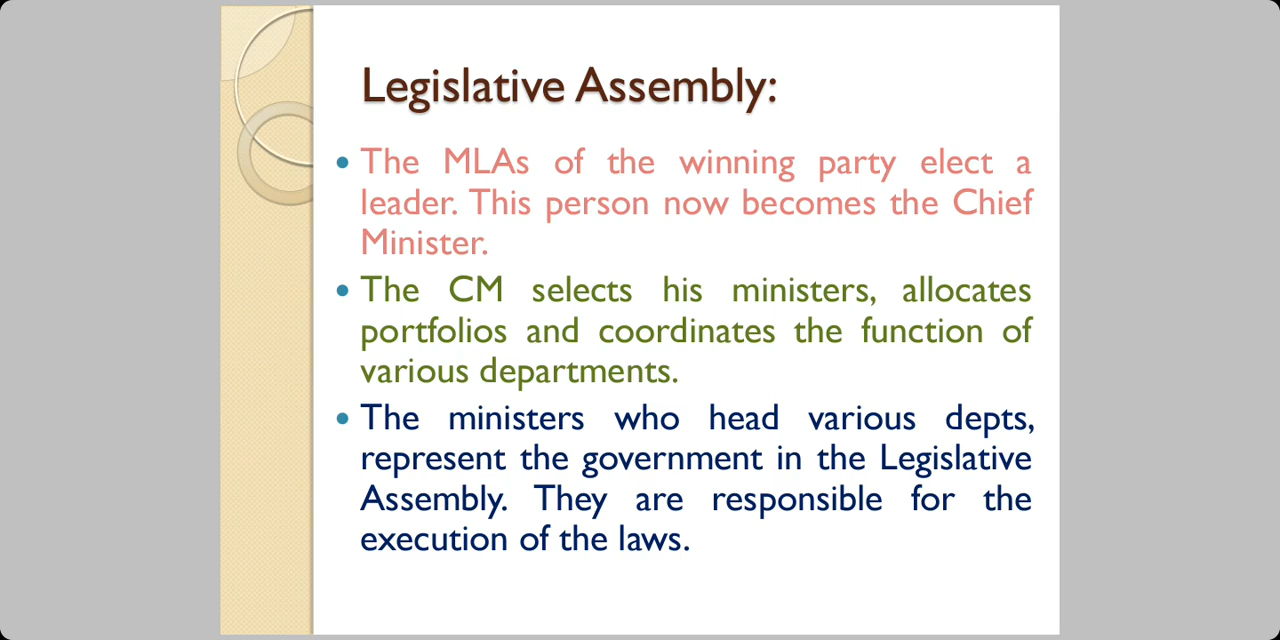 Legislative Assembly:
• The MLAs of the winning party elect a
leader. This person now becomes the Chief
Minister.
• The CM selects his ministers, allocates
portfolios and coordinates the function of
various departments.
• The ministers who head various depts,
represent the government in the Legislative
Assembly. They are responsible for the
execution of the laws.